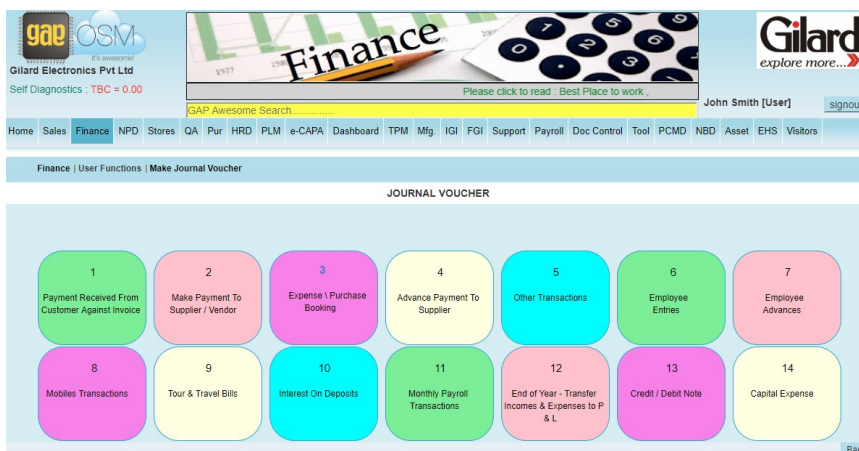 gap OSM
it's awesome!
Gilard Electronics Pvt Ltd
Self Diagnostics : TBC = 0.00
Finance
1977
Gilard
explore more...
Please click to read : Best Place to work ,
GAP Awesome Search...............
John Smith [User]
signou
Home Sales Finance NPD Stores QA Pur HRD PLM e-CAPA Dashboard TPM Mfg. IGI FGI Support Payroll Doc Control Tool PCMD NBD Asset EHS Visitors
Finance | User Functions | Make Journal Voucher
JOURNAL VOUCHER
1
Payment Received From
Customer Against Invoice
2
Make Payment To
Supplier / Vendor
3
Expense \ Purchase
Booking
4
Advance Payment To
Supplier
5
Other Transactions
6
Employee
Entries
7
Employee
Advances
8
Mobiles Transactions
9
Tour & Travel Bills
10
Interest On Deposits
11
Monthly Payroll
Transactions
12
End of Year - Transfer
Incomes & Expenses to P
& L
13
Credit / Debit Note
14
Capital Expense